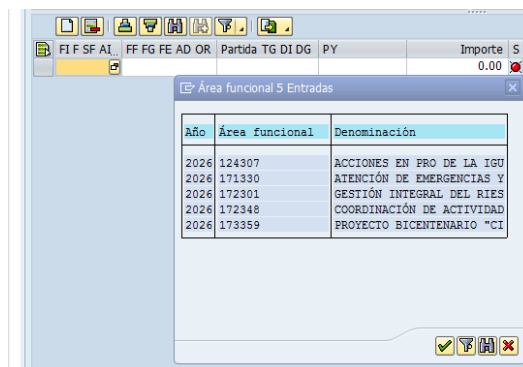 FI F SF AI... FF FG FE AD OR Partida TG DI DG PY Importe S
0.00
Área funcional 5 Entradas
Año Área funcional Denominación
2026 124307 ACCIONES EN PRO DE LA IGU
2026 171330 ATENCIÓN DE EMERGENCIAS Y
2026 172301 GESTIÓN INTEGRAL DEL RIES
2026 172348 COORDINACIÓN DE ACTIVIDAD
2026 173359 PROYECTO BICENTENARIO "CI